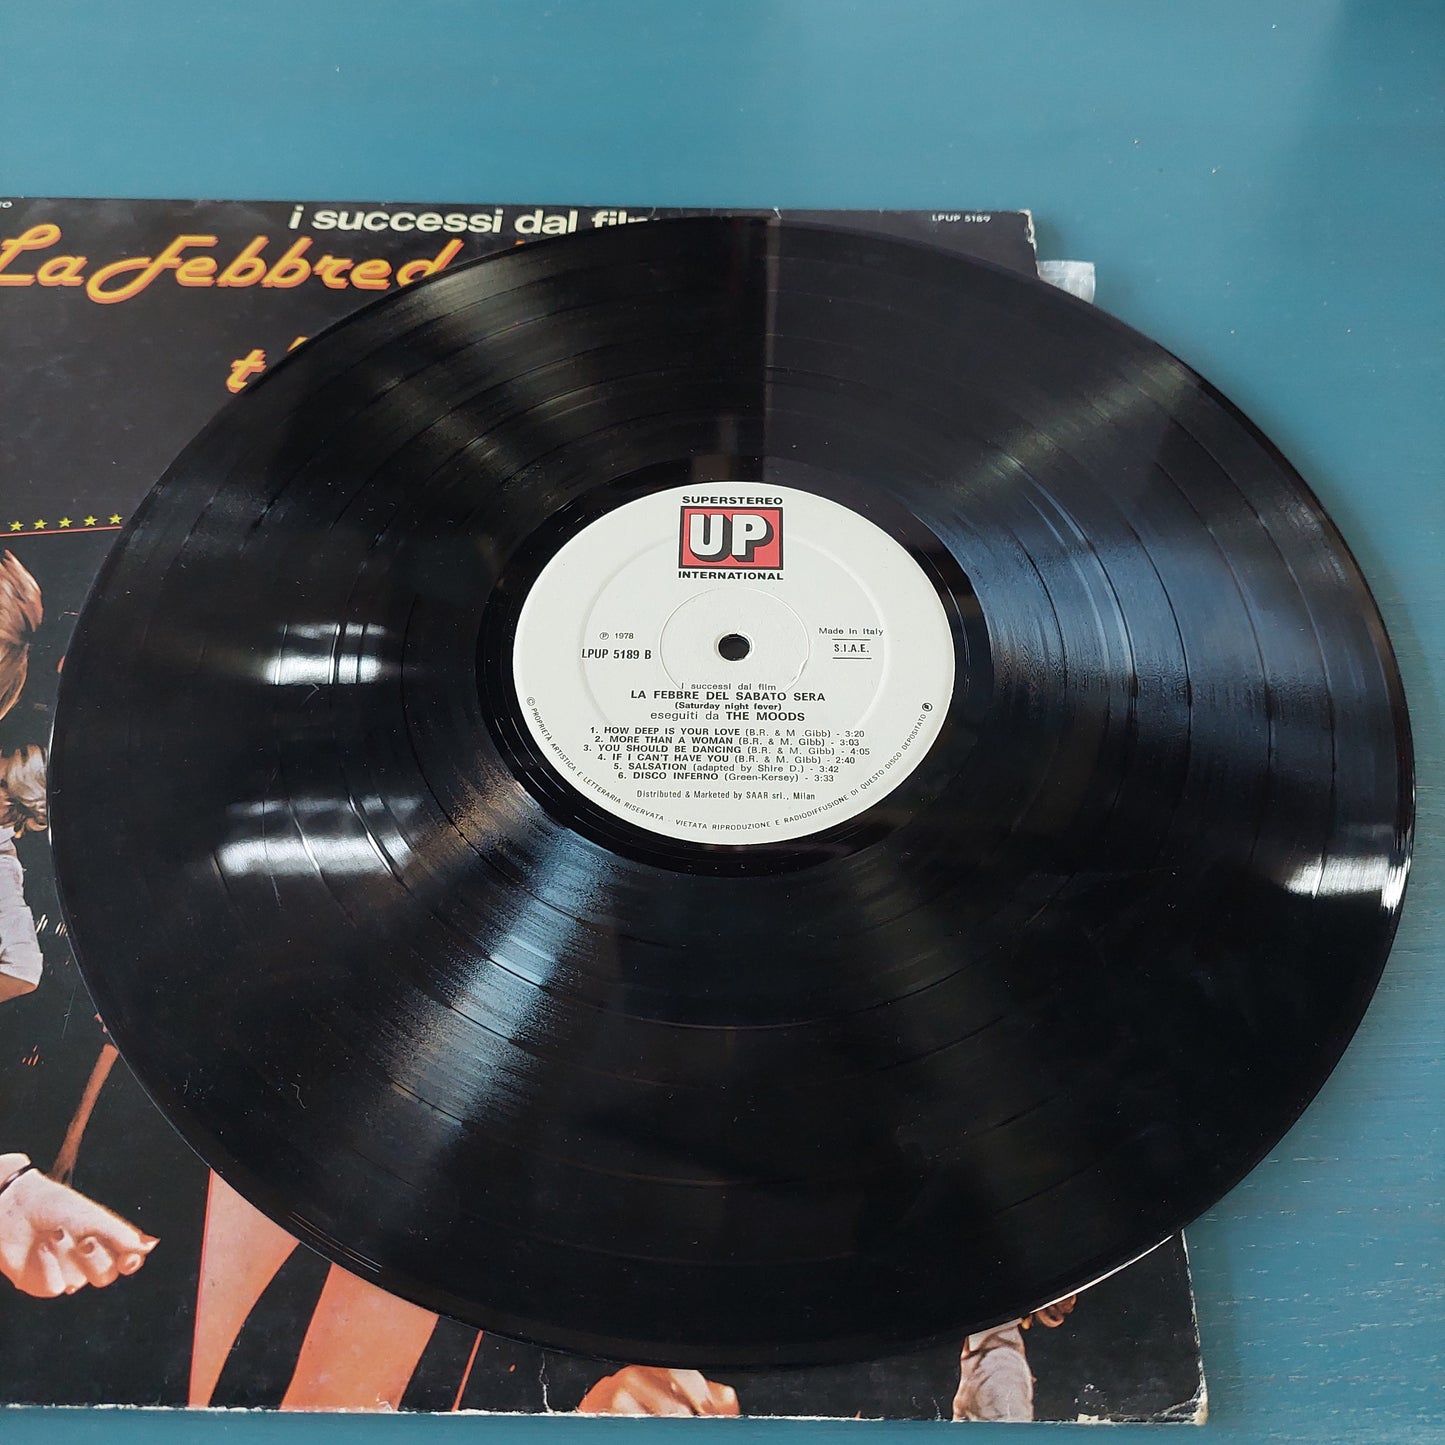 i successi dal film
LPUP 5189
La Febbre d
SUPERSTEREO
UP
INTERNATIONAL
℗ 1978
LPUP 5189 B
Made in Italy
S.I.A.E.
I successi dal film
LA FEBBRE DEL SABATO SERA
(Saturday night fever)
eseguiti da THE MOODS
1. HOW DEEP IS YOUR LOVE (B.R. & M .Gibb) - 3:20
2. MORE THAN A WOMAN (B.R. & M. Gibb) - 3:03
3. YOU SHOULD BE DANCING (B.R. & M. Gibb) - 4:05
4. IF I CAN'T HAVE YOU (B.R. & M. Gibb) - 2:40
5. SALSATION (adapted by Shire D.) - 3:42
6. DISCO INFERNO (Green-Kersey) - 3:33
Distributed & Marketed by SAAR srl., Milan
© PROPRIETA ARTISTICA E LETTERARIA RISERVATA - VIETATA RIPRODUZIONE E RADIODIFFUSIONE DI QUESTO DISCO DEPOSITATO ℗